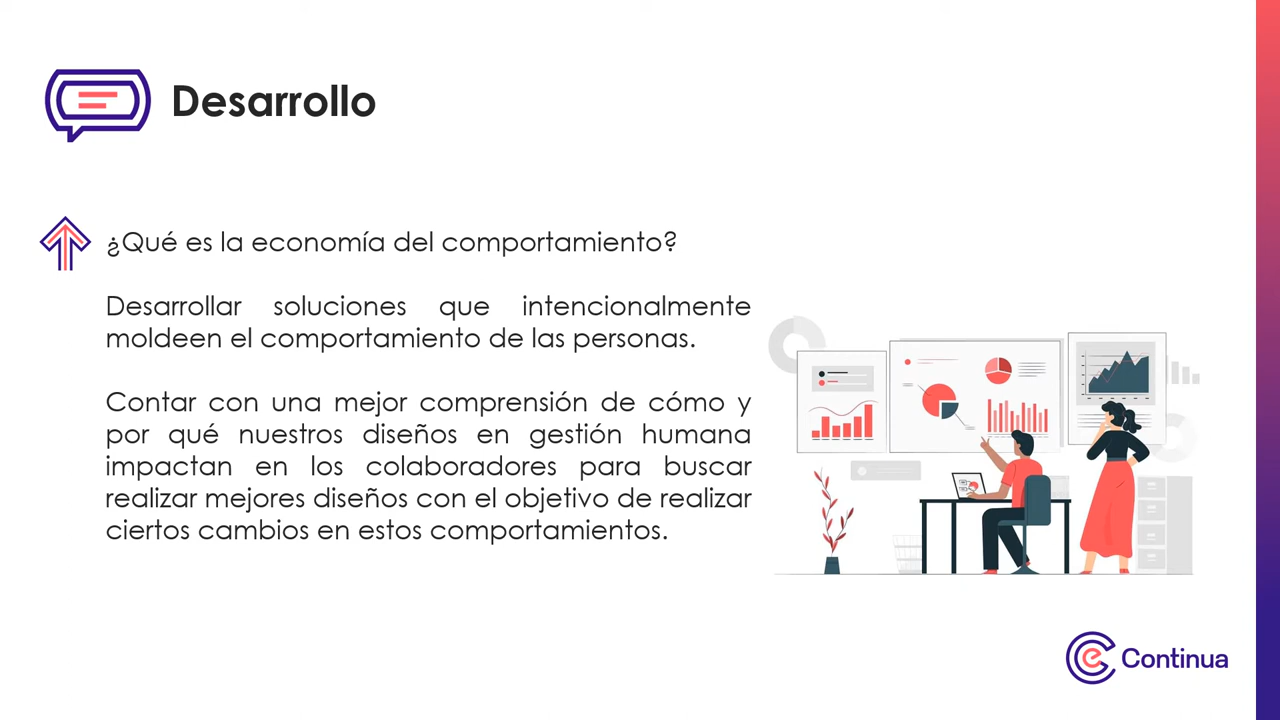 Desarrollo
¿Qué es la economía del comportamiento?
Desarrollar soluciones que intencionalmente
moldeen el comportamiento de las personas.
Contar con una mejor comprensión de cómo y
por qué nuestros diseños en gestión humana
impactan en los colaboradores para buscar
realizar mejores diseños con el objetivo de realizar
ciertos cambios en estos comportamientos.
Continua